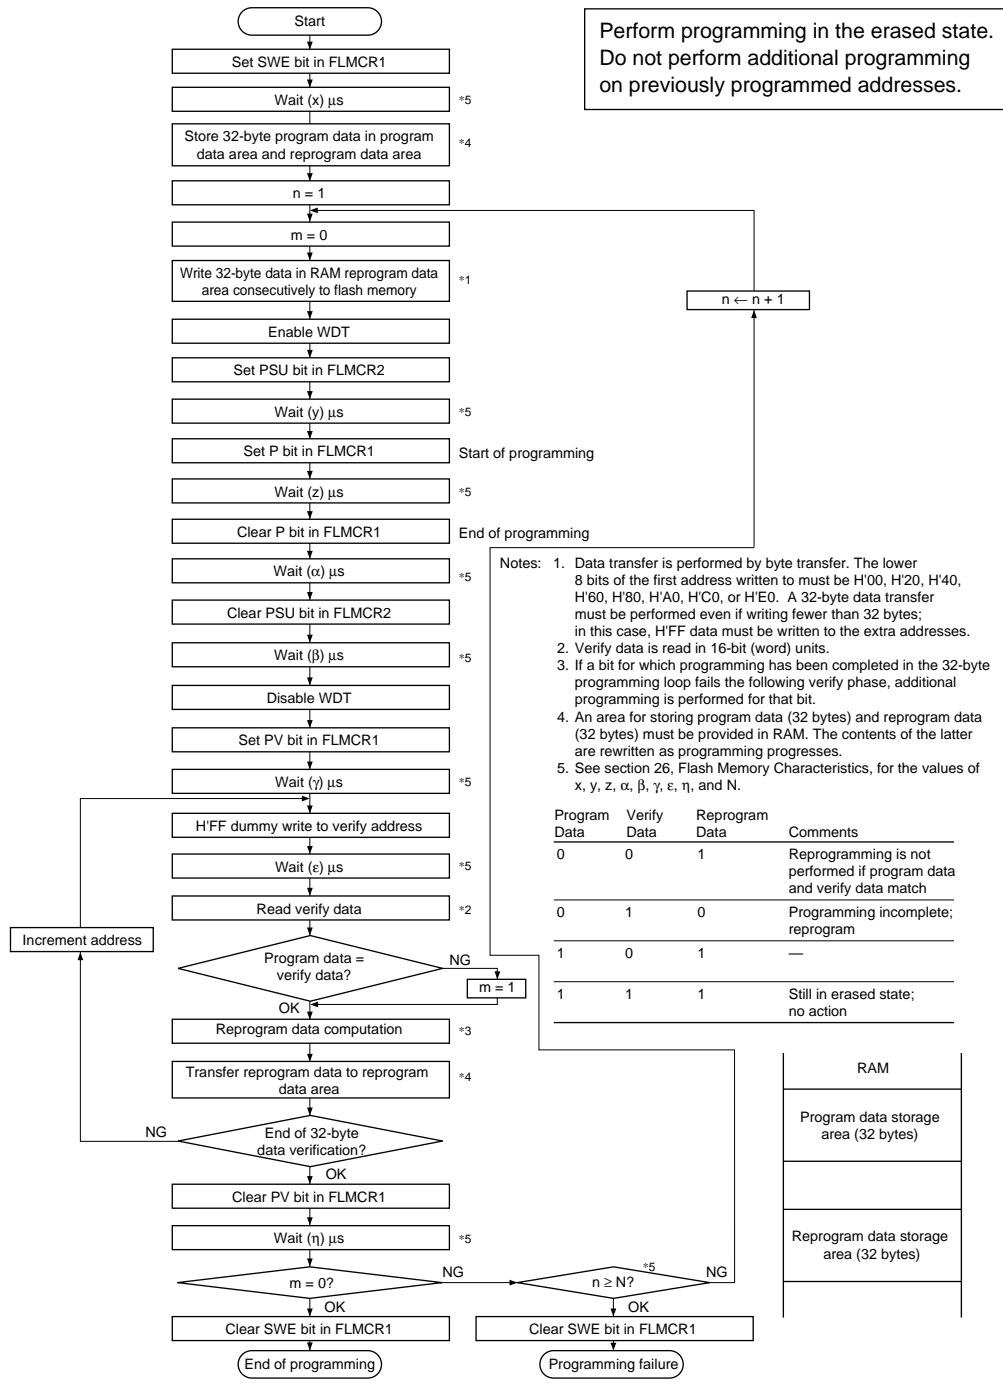 Start
Perform programming in the erased state.
Do not perform additional programming
on previously programmed addresses.
Set SWE bit in FLMCR1
Wait (x) μs
*5
Store 32-byte program data in program
data area and reprogram data area
*4
n = 1
m = 0
Write 32-byte data in RAM reprogram data
area consecutively to flash memory
*1
n ← n + 1
Enable WDT
Set PSU bit in FLMCR2
Wait (y) μs
*5
Set P bit in FLMCR1
Start of programming
Wait (z) μs
*5
Clear P bit in FLMCR1
End of programming
Wait (α) μs
*5
Clear PSU bit in FLMCR2
Wait (β) μs
*5
Disable WDT
Set PV bit in FLMCR1
Wait (γ) μs
*5
H'FF dummy write to verify address
Wait (ε) μs
*5
Read verify data
*2
Increment address
Program data =
verify data?
NG
m = 1
OK
Reprogram data computation
*3
Transfer reprogram data to reprogram
data area
*4
NG
End of 32-byte
data verification?
OK
Clear PV bit in FLMCR1
Wait (η) μs
*5
m = 0?
NG
n ≥ N?
*5
NG
OK
OK
Clear SWE bit in FLMCR1
Clear SWE bit in FLMCR1
End of programming
Programming failure
Notes: 1. Data transfer is performed by byte transfer. The lower
8 bits of the first address written to must be H'00, H'20, H'40,
H'60, H'80, H'A0, H'C0, or H'E0. A 32-byte data transfer
must be performed even if writing fewer than 32 bytes;
in this case, H'FF data must be written to the extra addresses.
2. Verify data is read in 16-bit (word) units.
3. If a bit for which programming has been completed in the 32-byte
programming loop fails the following verify phase, additional
programming is performed for that bit.
4. An area for storing program data (32 bytes) and reprogram data
(32 bytes) must be provided in RAM. The contents of the latter
are rewritten as programming progresses.
5. See section 26, Flash Memory Characteristics, for the values of
x, y, z, α, β, γ, ε, η, and N.
Program Verify Reprogram
Data Data Data Comments
0 0 1 Reprogramming is not
performed if program data
and verify data match
0 1 0 Programming incomplete;
reprogram
1 0 1 —
1 1 1 Still in erased state;
no action
RAM
Program data storage
area (32 bytes)
Reprogram data storage
area (32 bytes)